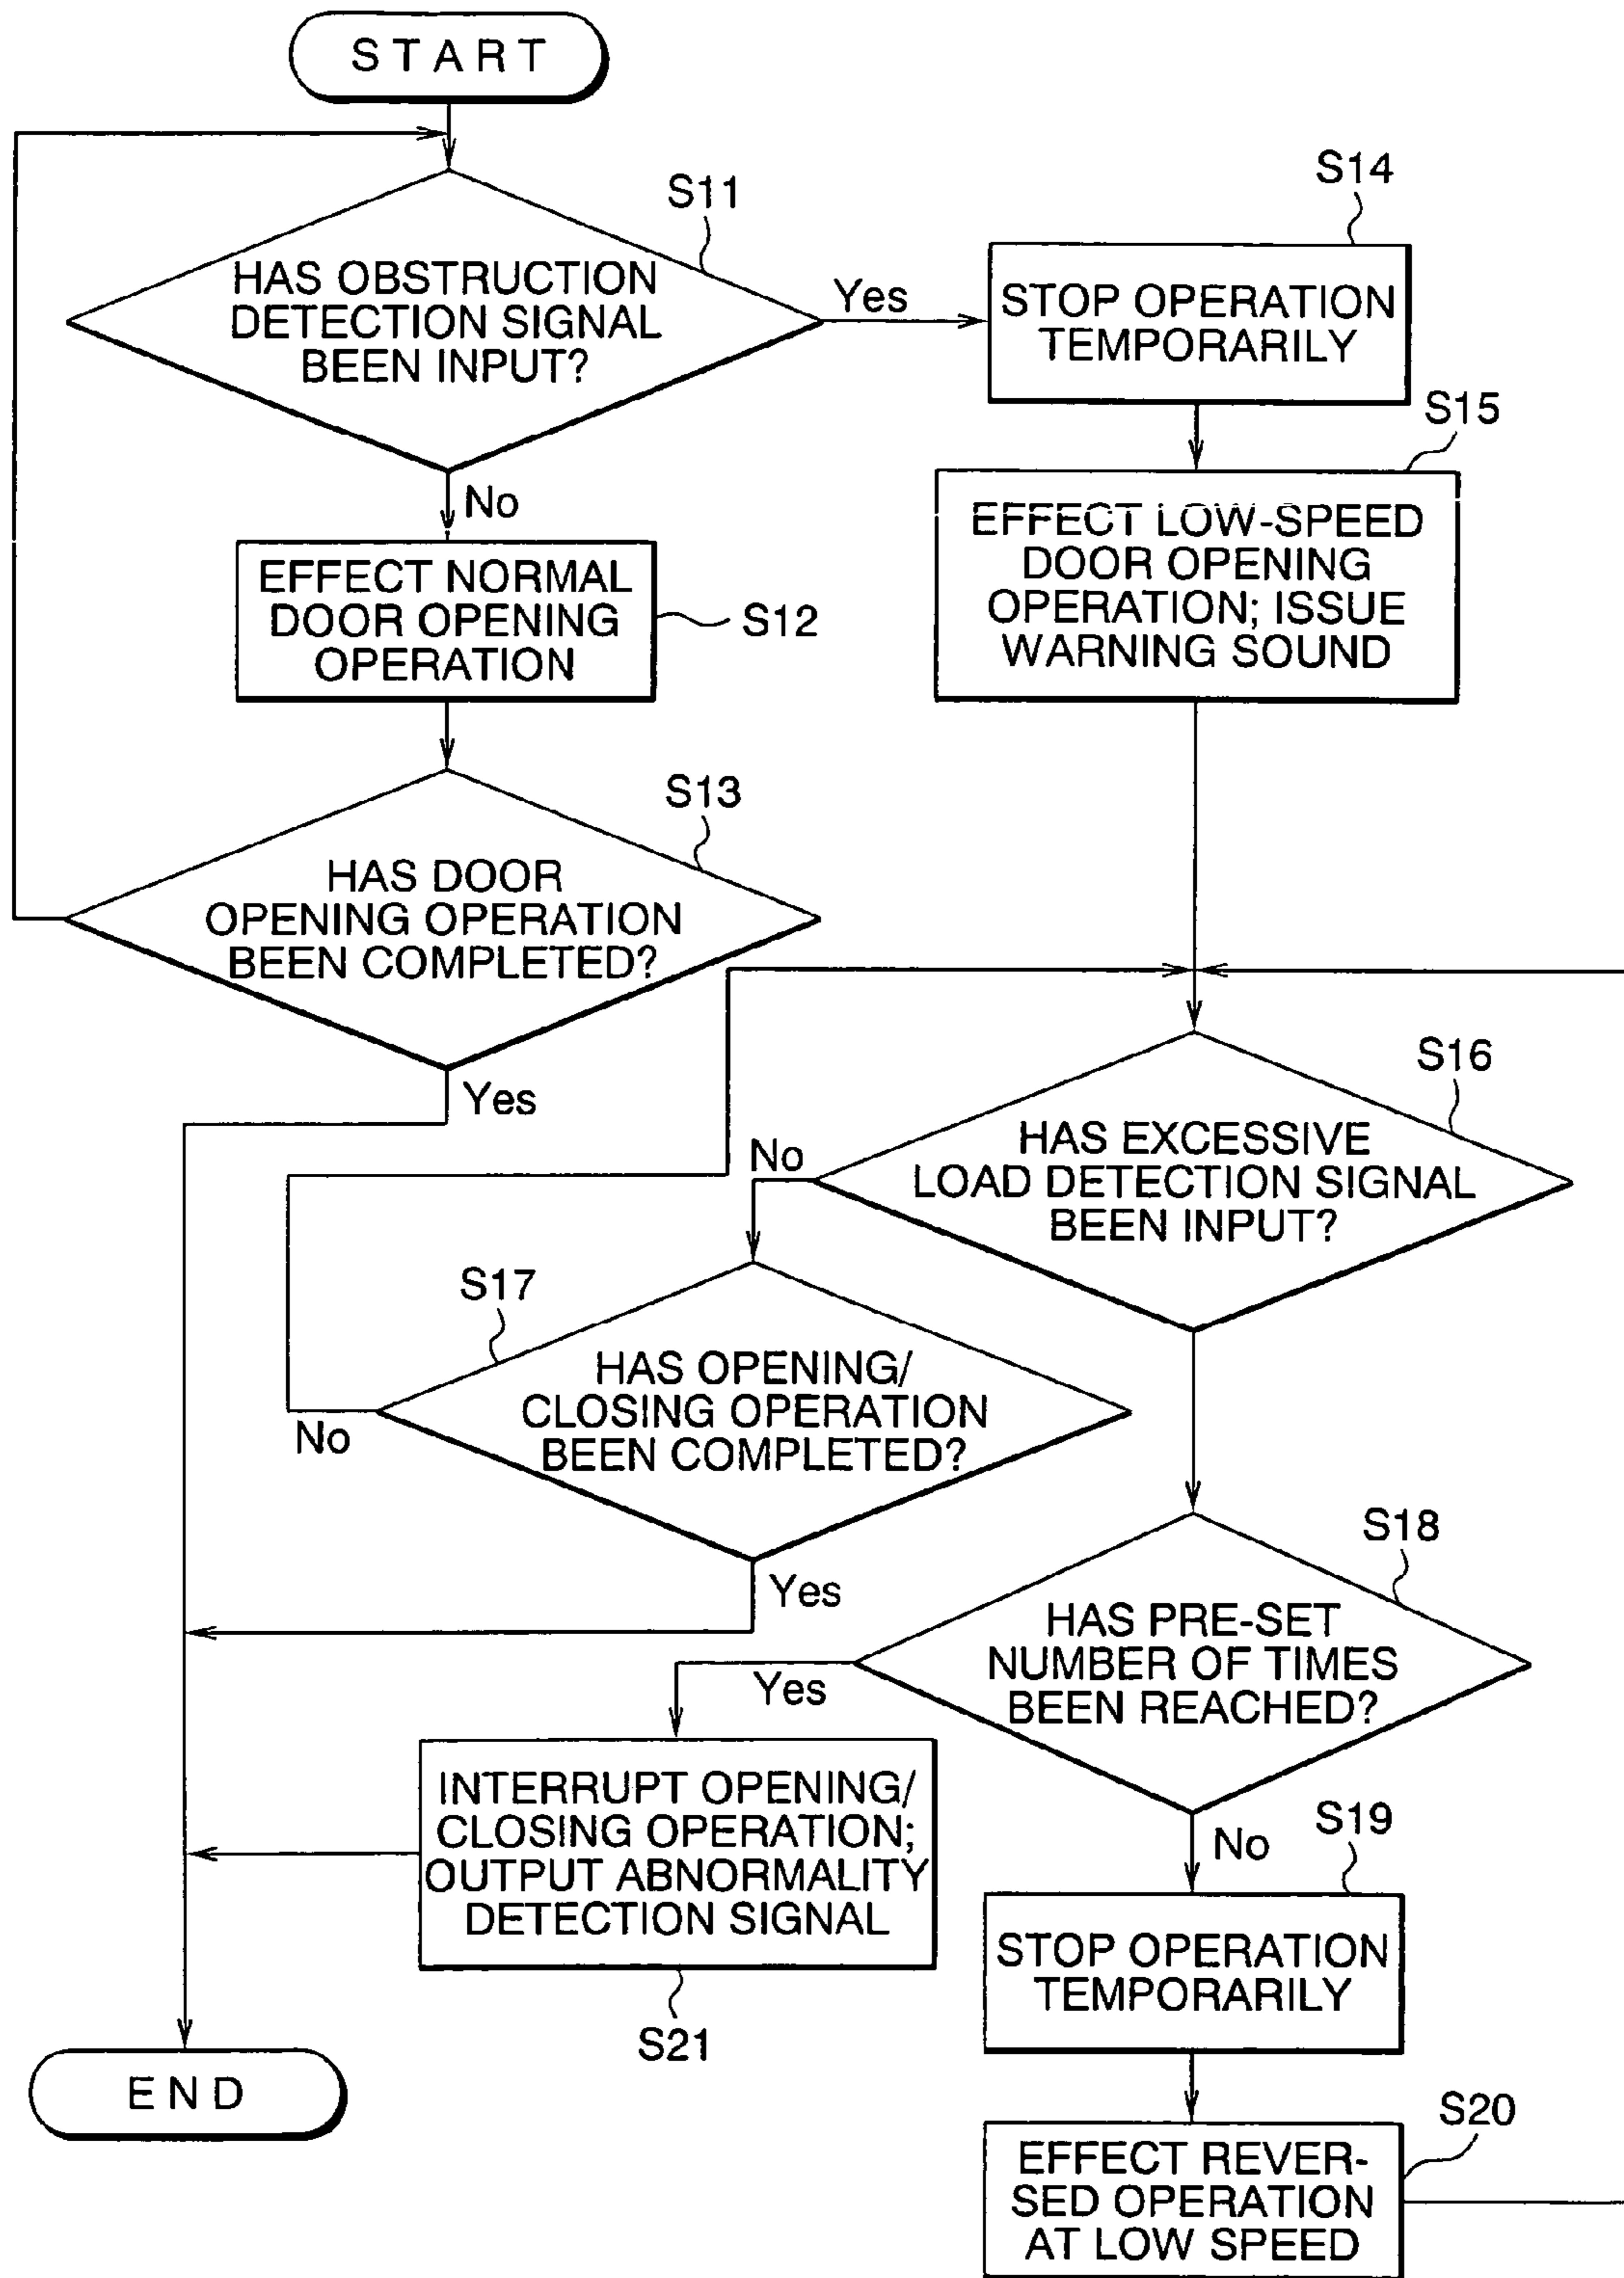 START
S11
HAS OBSTRUCTION
DETECTION SIGNAL
BEEN INPUT?
Yes
No
S14
STOP OPERATION
TEMPORARILY
S15
EFFECT LOW-SPEED
DOOR OPENING
OPERATION; ISSUE
WARNING SOUND
EFFECT NORMAL
DOOR OPENING
OPERATION
S12
S13
HAS DOOR
OPENING OPERATION
BEEN COMPLETED?
Yes
S16
HAS EXCESSIVE
LOAD DETECTION SIGNAL
BEEN INPUT?
No
S17
HAS OPENING/
CLOSING OPERATION
BEEN COMPLETED?
No
Yes
S18
HAS PRE-SET
NUMBER OF TIMES
BEEN REACHED?
Yes
No
INTERRUPT OPENING/
CLOSING OPERATION;
OUTPUT ABNORMALITY
DETECTION SIGNAL
S21
S19
STOP OPERATION
TEMPORARILY
S20
EFFECT REVER-
SED OPERATION
AT LOW SPEED
END